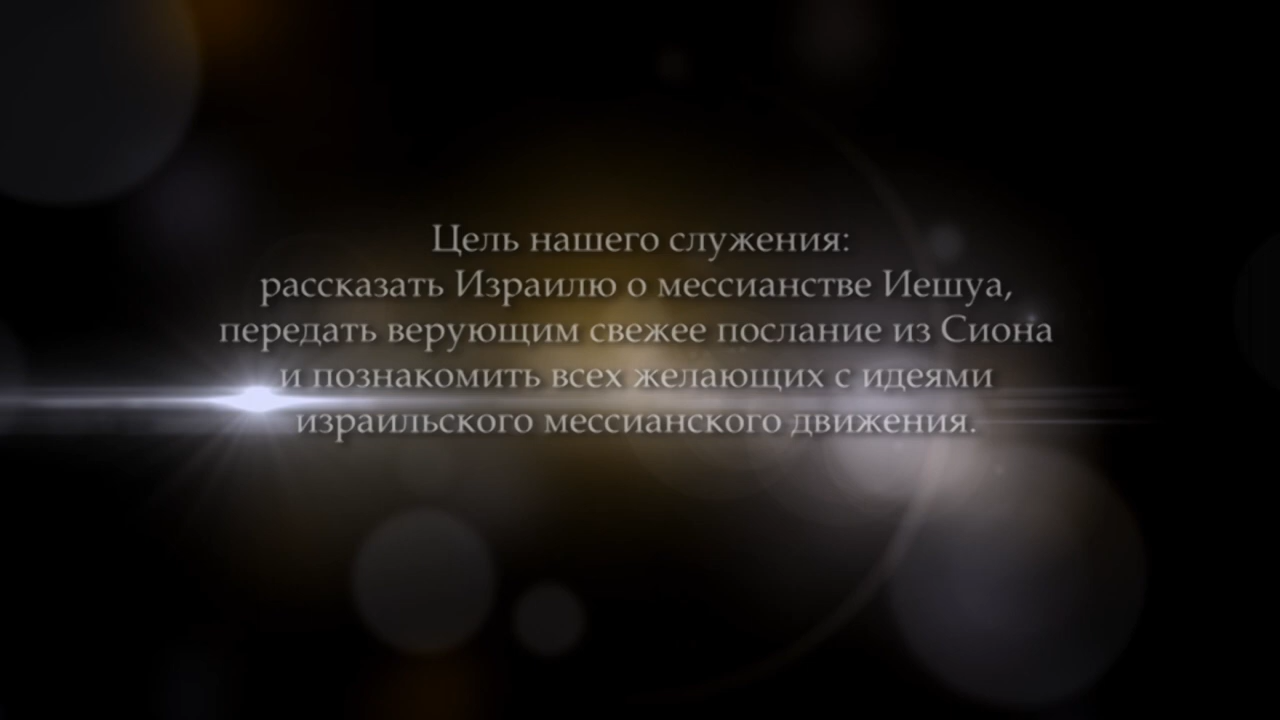 Цель нашего служения:
рассказать Израилю о мессианстве Иешуа,
передать верующим свежее послание из Сиона
и познакомить всех желающих с идеями
израильского мессианского движения.